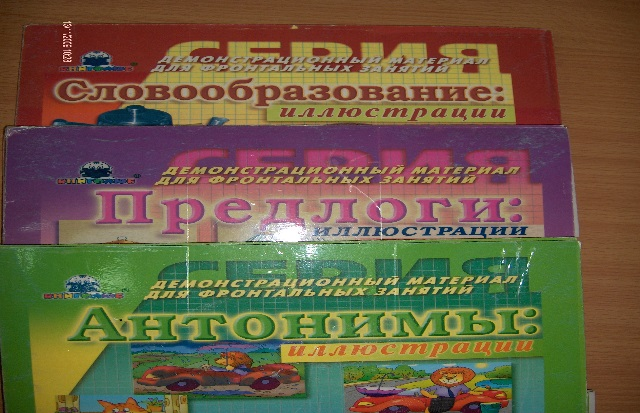 СЕРИЯ
ДЕМОНСТРАЦИОННЫЙ МАТЕРИАЛ
ДЛЯ ФРОНТАЛЬНЫХ ЗАНЯТИЙ
Словообразование:
иллюстрации
СЕРИЯ
ДЕМОНСТРАЦИОННЫЙ МАТЕРИАЛ
ДЛЯ ФРОНТАЛЬНЫХ ЗАНЯТИЙ
Предлоги:
ИЛЛЮСТРАЦИИ
СЕРИЯ
ДЕМОНСТРАЦИОННЫЙ МАТЕРИАЛ
ДЛЯ ФРОНТАЛЬНЫХ ЗАНЯТИЙ
Антонимы:
иллюстрации